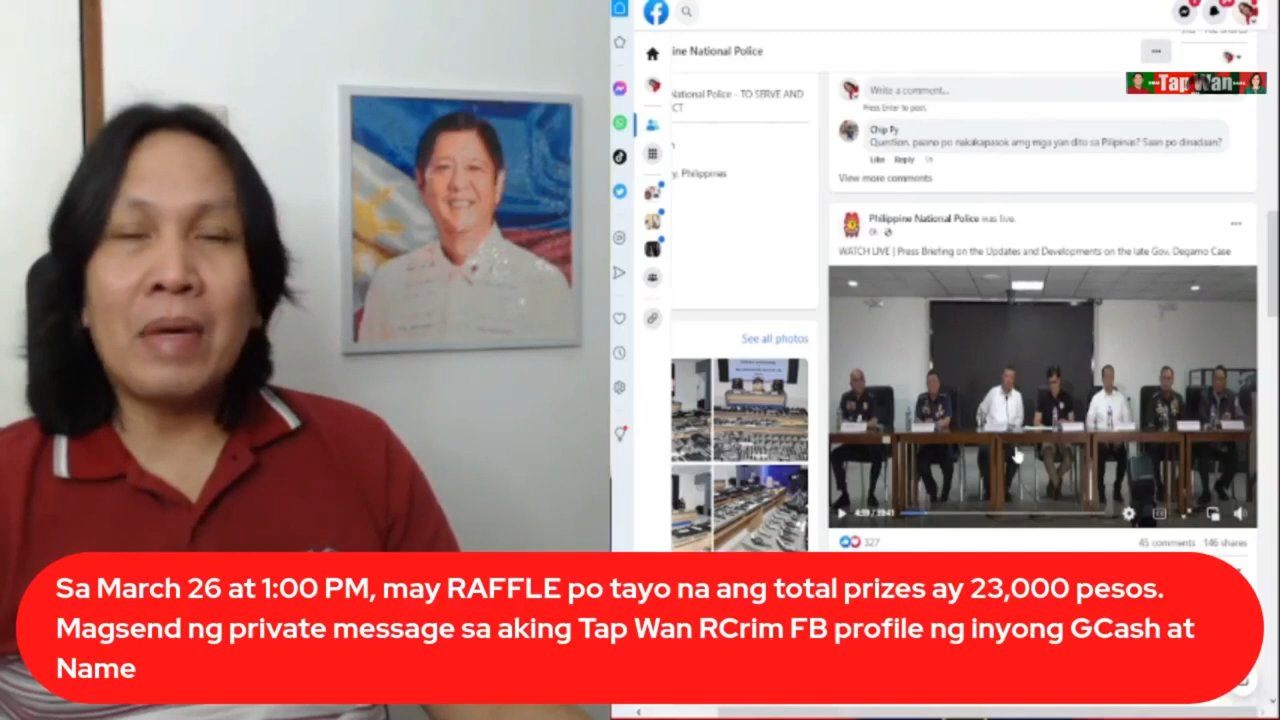 ine National Police
National Police - TO SERVE AND
CT
y, Philippines
See all photos
Tap Wan
Write a comment...
Press Enter to post.
Chip Py
Question, paano po nakakapasok amg mga yan dito sa Pilipinas? Saan po dinadaan?
Like Reply 1h
View more comments
Philippine National Police was live.
6h
WATCH LIVE | Press Briefing on the Updates and Developments on the late Gov. Degamo Case
327
45 comments 146 shares
Sa March 26 at 1:00 PM, may RAFFLE po tayo na ang total prizes ay 23,000 pesos.
Magsend ng private message sa aking Tap Wan RCrim FB profile ng inyong GCash at
Name